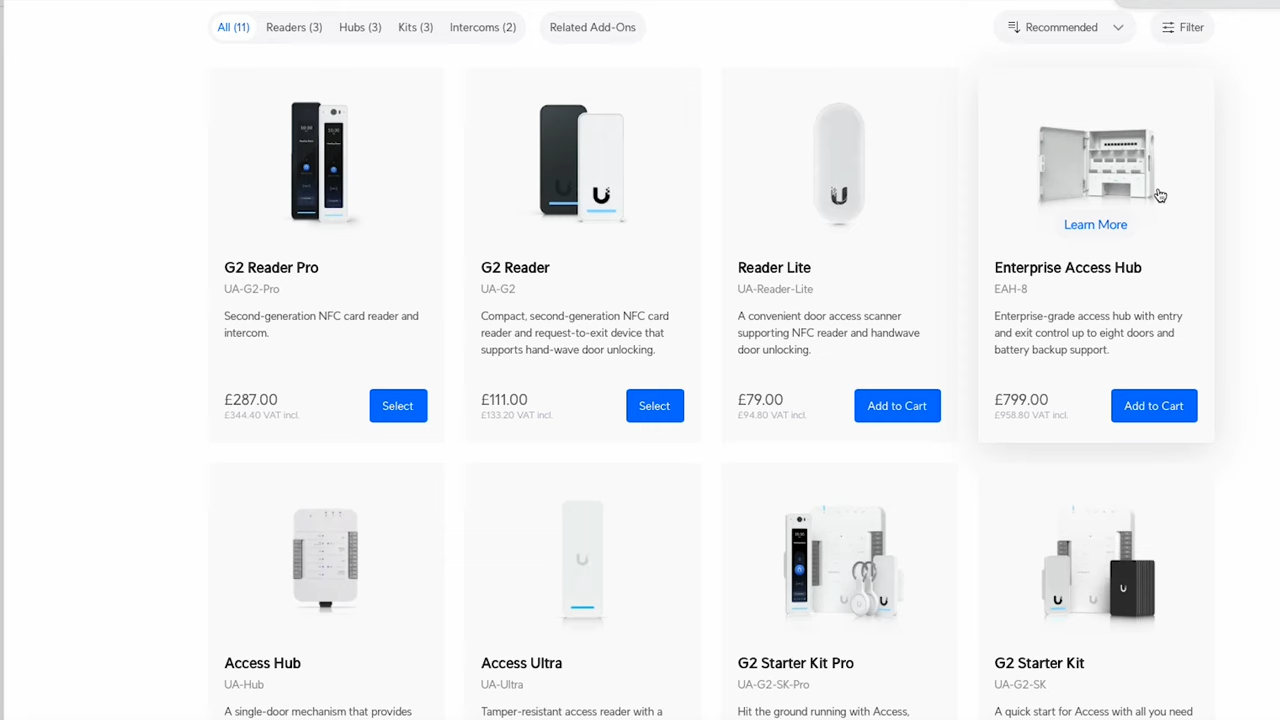 All (11) Readers (3) Hubs (3) Kits (3) Intercoms (2) Related Add-Ons Recommended Filter
Learn More
G2 Reader Pro
UA-G2-Pro
Second-generation NFC card reader and
intercom.
£287.00
£344.40 VAT incl.
Select
G2 Reader
UA-G2
Compact, second-generation NFC card
reader and request-to-exit device that
supports hand-wave door unlocking.
£111.00
£133.20 VAT incl.
Select
Reader Lite
UA-Reader-Lite
A convenient door access scanner
supporting NFC reader and handwave
door unlocking.
£79.00
£94.80 VAT incl.
Add to Cart
Enterprise Access Hub
EAH-8
Enterprise-grade access hub with entry
and exit control up to eight doors and
battery backup support.
£799.00
£958.80 VAT incl.
Add to Cart
Access Hub
UA-Hub
A single-door mechanism that provides
Access Ultra
UA-Ultra
Tamper-resistant access reader with a
G2 Starter Kit Pro
UA-G2-SK-Pro
Hit the ground running with Access,
G2 Starter Kit
UA-G2-SK
A quick start for Access with all you need